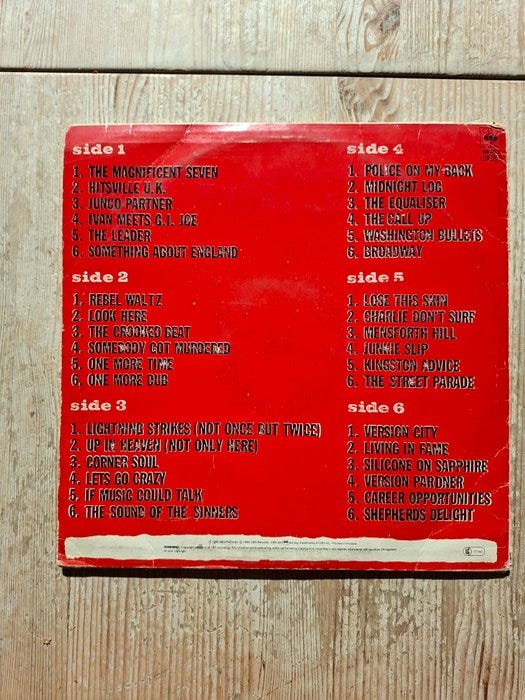 side 1
1. THE MAGNIFICENT SEVEN
2. HITSVILLE U.K.
3. JUNCO PARTNER
4. IVAN MEETS G.I. JOE
5. THE LEADER
6. SOMETHING ABOUT ENGLAND
side 2
1. REBEL WALTZ
2. LOOK HERE
3. THE CROOKED BEAT
4. SOMEBODY GOT MURDERED
5. ONE MORE TIME
6. ONE MORE DUB
side 3
1. LIGHTNING STRIKES (NOT ONCE BUT TWICE)
2. UP IN HEAVEN (NOT ONLY HERE)
3. CORNER SOUL
4. LETS GO CRAZY
5. IF MUSIC COULD TALK
6. THE SOUND OF THE SINNERS
side 4
1. POLICE ON MY BACK
2. MIDNIGHT LOG
3. THE EQUALISER
4. THE CALL UP
5. WASHINGTON BULLETS
6. BROADWAY
side 5
1. LOSE THIS SKIN
2. CHARLIE DON'T SURF
3. MENSFORTH HILL
4. JUNKIE SLIP
5. KINGSTON ADVICE
6. THE STREET PARADE
side 6
1. VERSION CITY
2. LIVING IN FAME
3. SILICONE ON SAPPHIRE
4. VERSION PARDNER
5. CAREER OPPORTUNITIES
6. SHEPHERDS DELIGHT